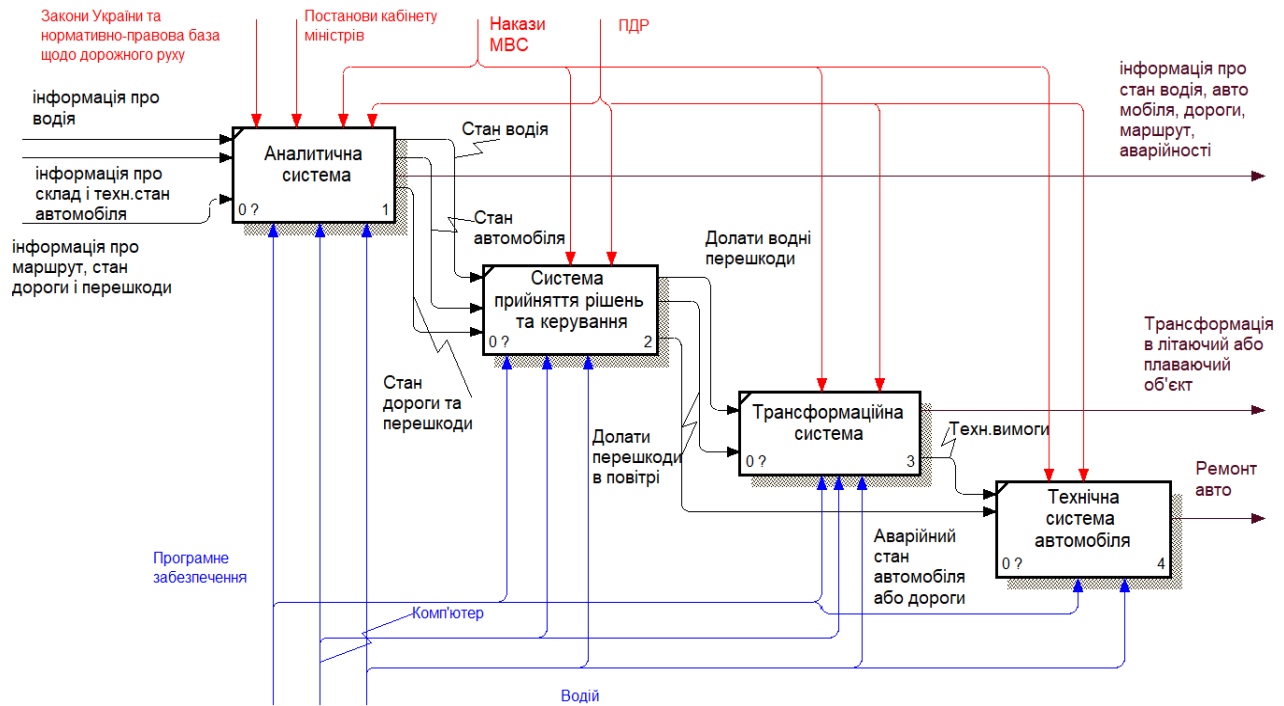 Закони України та
нормативно-правова база
щодо дорожного руху
Постанови кабінету
міністрів
Накази
МВС
ПДР
інформація про
водія
інформація про
склад і техн.стан
автомобіля
інформація про
маршрут, стан
дороги і перешкоди
Аналитична
система
0 ?
1
Стан водія
Стан
автомобіля
Стан
дороги та
перешкоди
інформація про
стан водія, авто
мобіля, дороги,
маршрут,
аварійності
Система
прийняття рішень
та керування
0 ?
2
Долати водні
перешкоди
Долати
перешкоди
в повітрі
Трансформаційна
система
0 ?
3
Трансформація
в літаючий або
плаваючий
об'єкт
Техн.вимоги
Ремонт
авто
Технічна
система
автомобіля
0 ?
4
Аварійний
стан
автомобіля
або дороги
Програмне
забезпечення
Комп'ютер
Водій